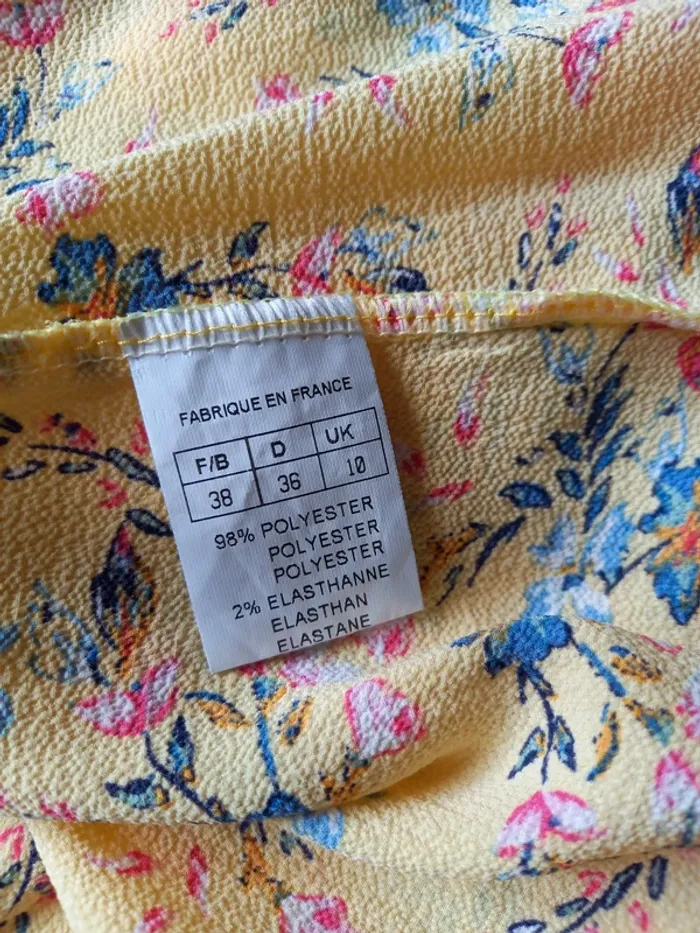 FABRIQUE EN FRANCE
F/B D UK
38 36 10
98% POLYESTER
POLYESTER
POLYESTER
2% ELASTHANNE
ELASTHAN
ELASTANE